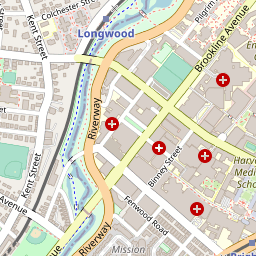 Colchester Street
Pilgrim
Kent Street
Longwood
Brookline Avenue
Riverway
Kent Street
Binney Street
Harv
Medi
Scho
Avenue
Fenwood Road
Riverway
Mission